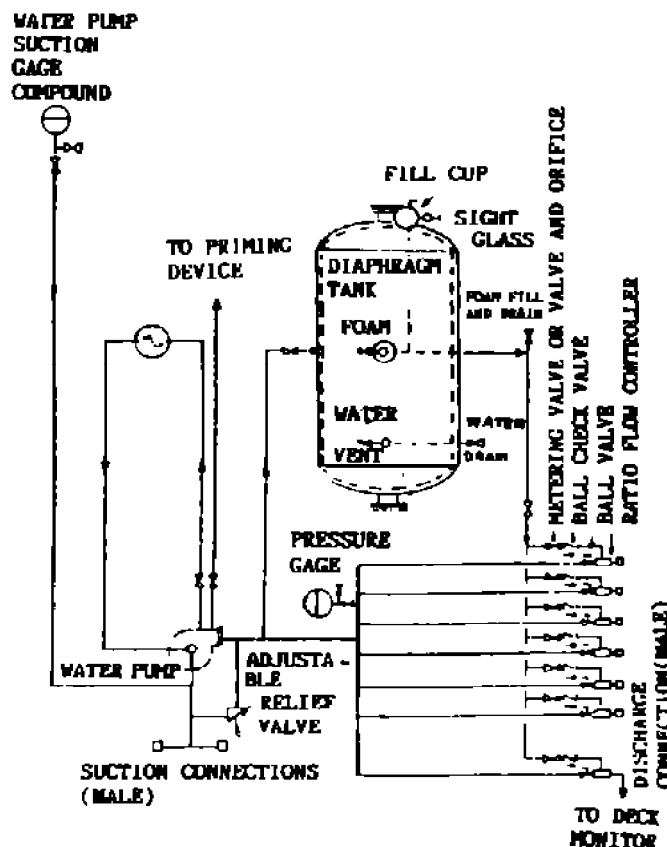 WATER PUMP
SUCTION
GAGE
COMPOUND
FILL CUP
SIGHT
GLASS
TO PRIMING
DEVICE
DIAPHRAGM
TANK
FOAM
FOAM FILL
AND DRAIN
WATER
VENT
WATER
DRAIN
METERING VALVE OR VALVE AND ORIFICE
BALL CHECK VALVE
BALL VALVE
RATIO FLOW CONTROLLER
PRESSURE
GAGE
WATER PUMP
ADJUSTA-
BLE
RELIEF
VALVE
SUCTION CONNECTIONS
(MALE)
DISCHARGE
CONNECTION(MALE)
TO DECK
MONITOR